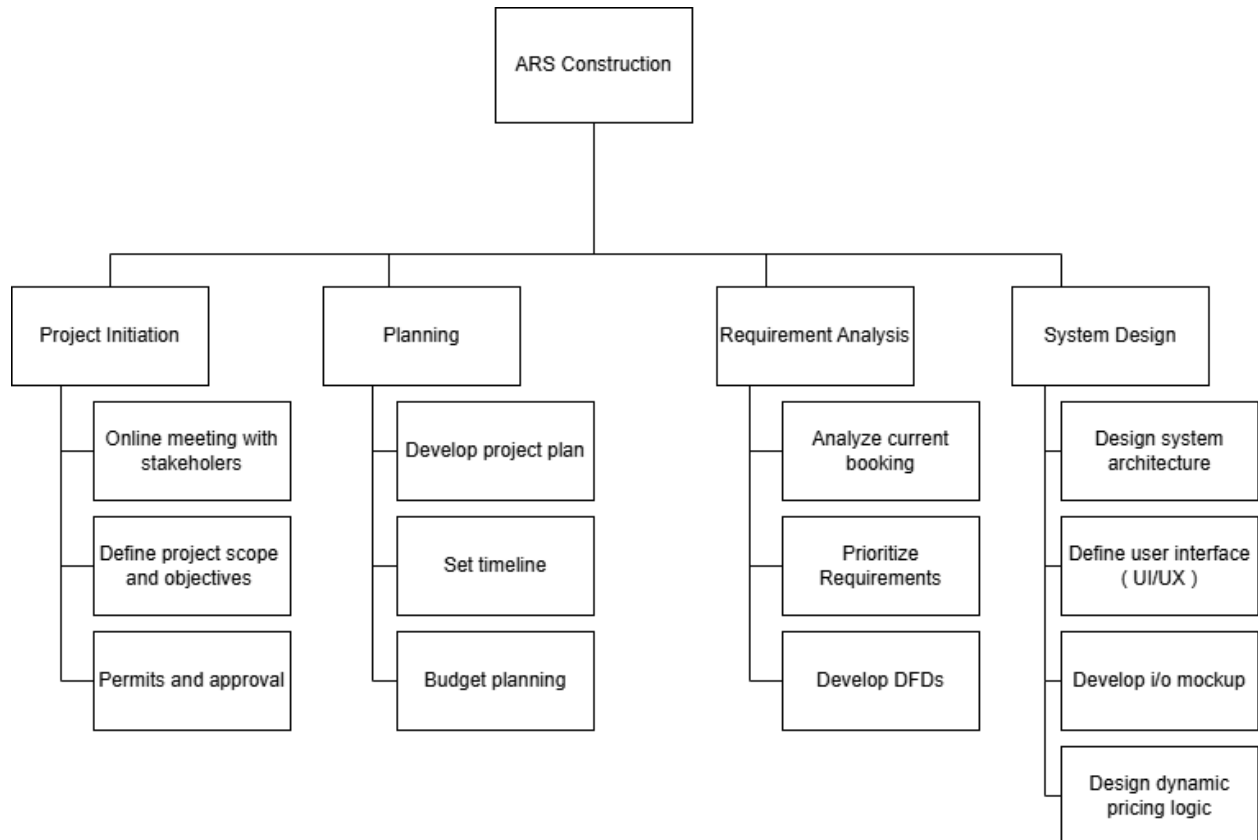 ARS Construction
Project Initiation
Planning
Requirement Analysis
System Design
Online meeting with
stakeholers
Define project scope
and objectives
Permits and approval
Develop project plan
Set timeline
Budget planning
Analyze current
booking
Prioritize
Requirements
Develop DFDs
Design system
architecture
Define user interface
( UI/UX )
Develop i/o mockup
Design dynamic
pricing logic